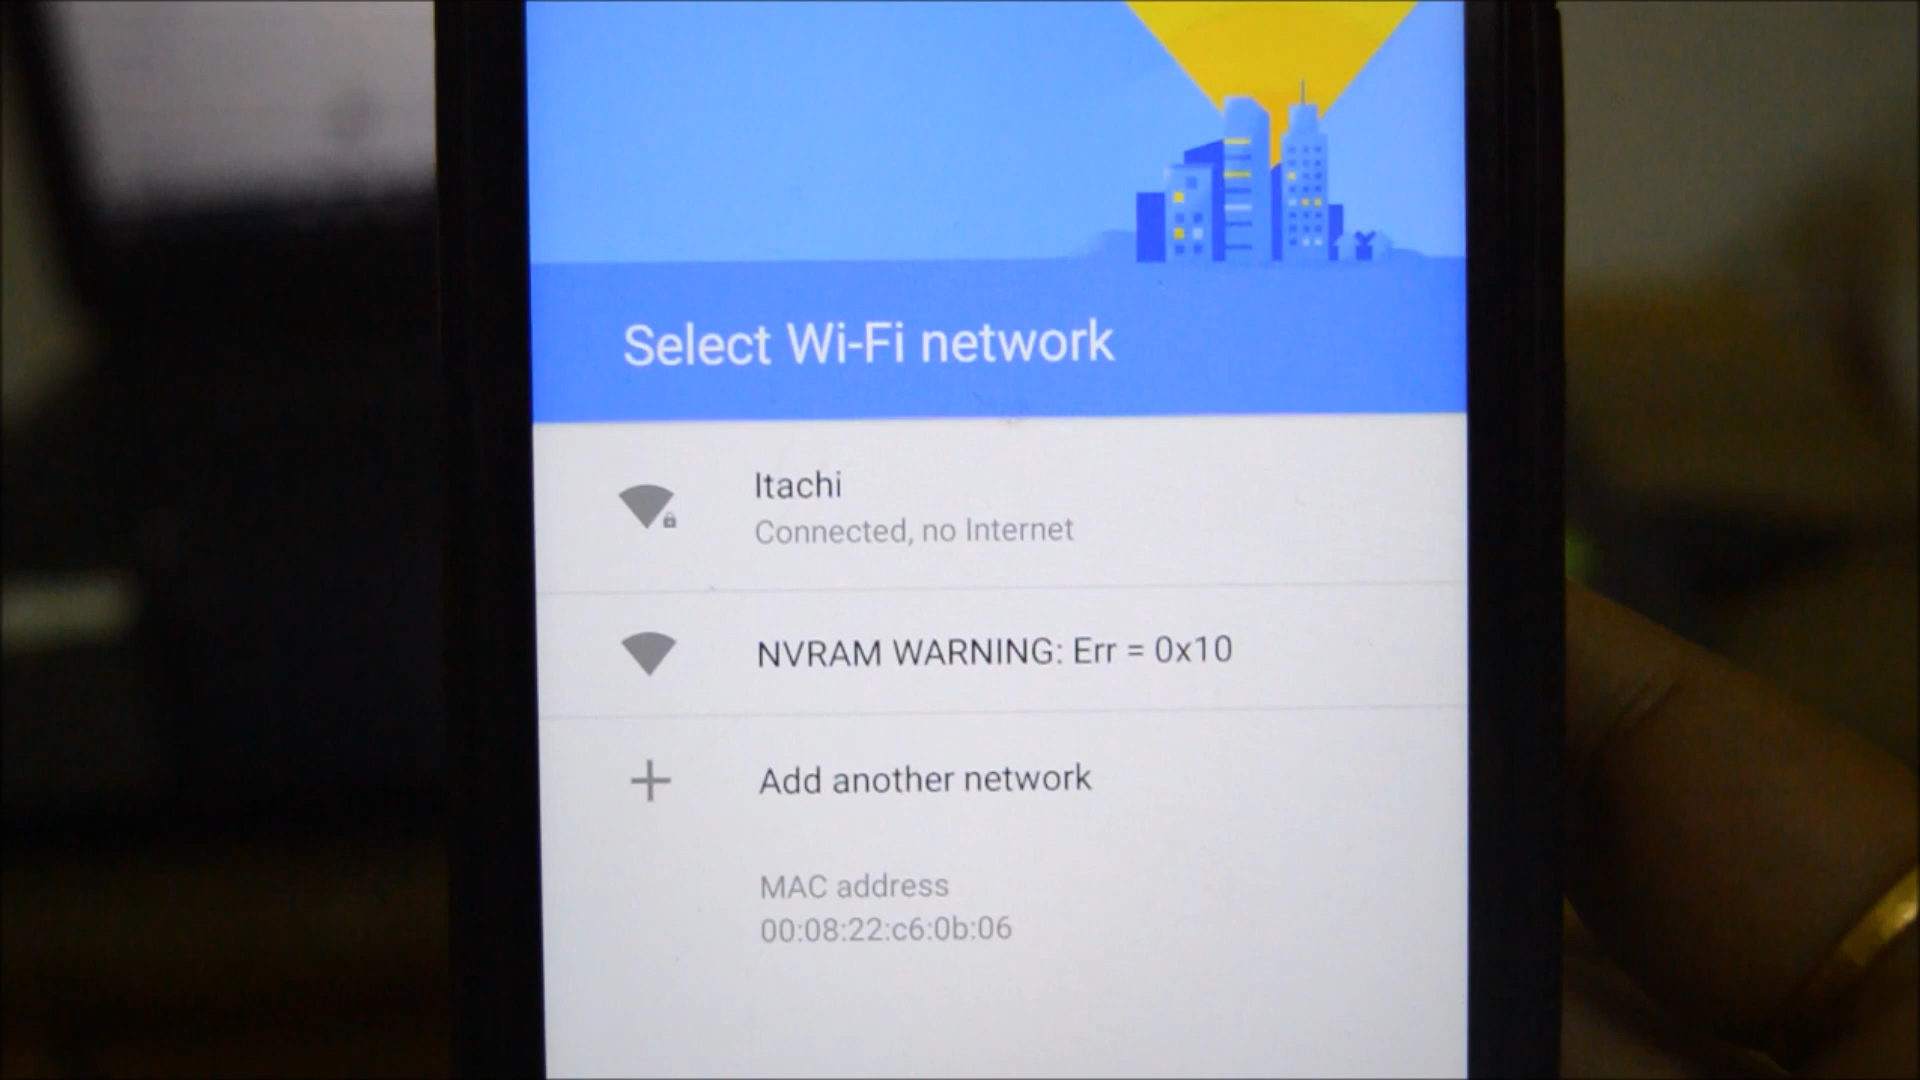 Select Wi-Fi network
Itachi
Connected, no Internet
NVRAM WARNING: Err = 0x10
Add another network
MAC address
00:08:22:c6:0b:06